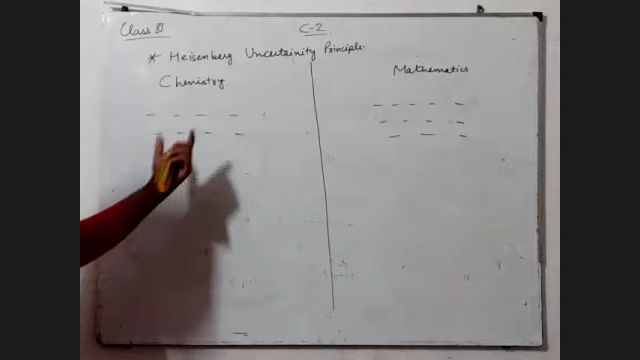 Class XI
C-2
* Heisenberg Uncertainity Principle
Chemistry
Mathematics